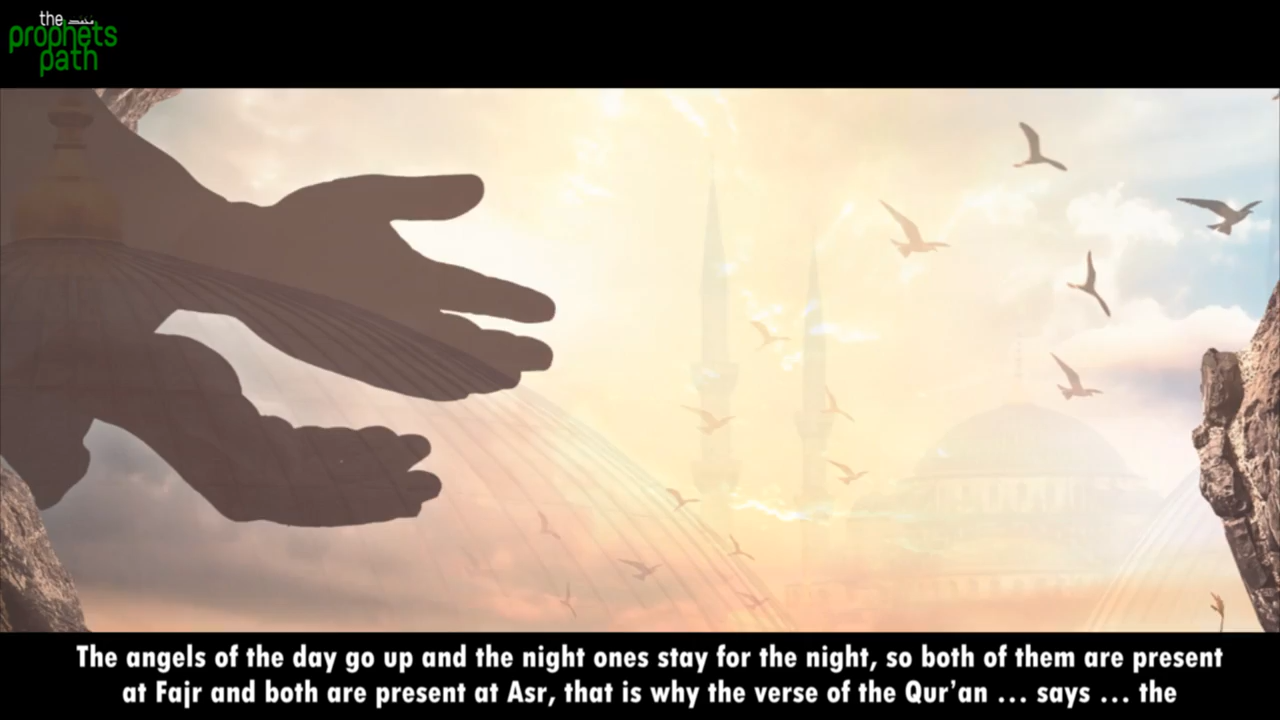 the
prophets
path
The angels of the day go up and the night ones stay for the night, so both of them are present
at Fajr and both are present at Asr, that is why the verse of the Qur'an ... says ... the